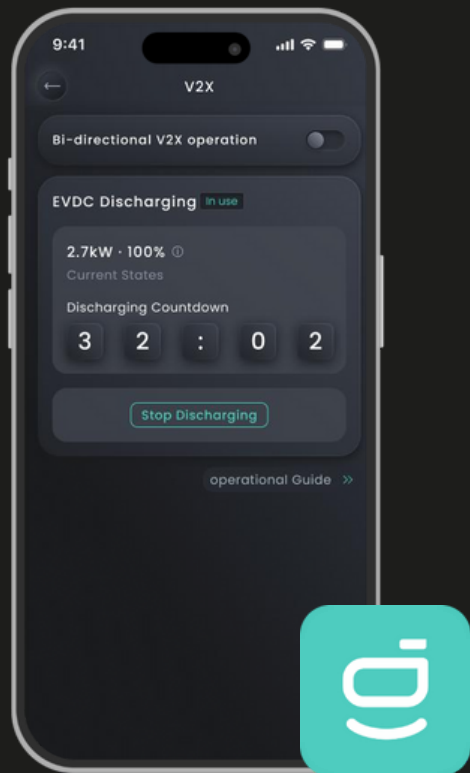 9:41
V2X
Bi-directional V2X operation
EVDC Discharging In use
2.7kW · 100% ⓘ
Current States
Discharging Countdown
3 2 : 0 2
Stop Discharging
operational Guide »